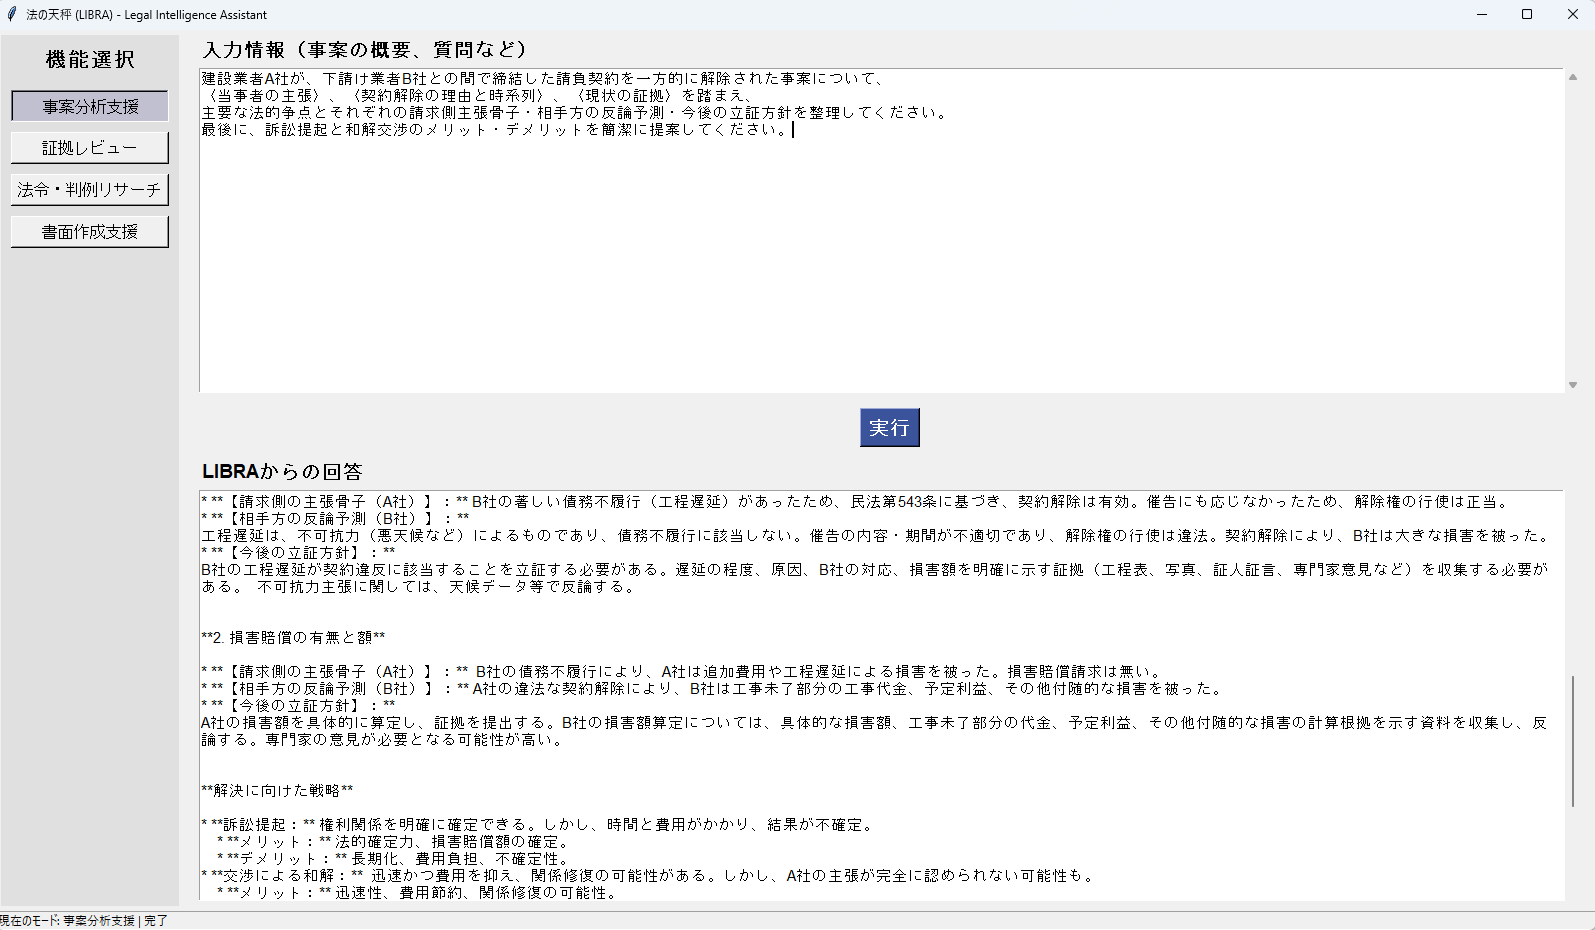 法の天秤 (LIBRA) - Legal Intelligence Assistant
機能選択
事案分析支援
証拠レビュー
法令・判例リサーチ
書面作成支援
入力情報（事案の概要、質問など）
建設業者A社が、下請け業者B社との間で締結した請負契約を一方的に解除された事案について、
〈当事者の主張〉、〈契約解除の理由と時系列〉、〈現状の証拠〉を踏まえ、
主要な法的争点とそれぞれの請求側主張骨子・相手方の反論予測・今後の立証方針を整理してください。
最後に、訴訟提起と和解交渉のメリット・デメリットを簡潔に提案してください。
実行
LIBRAからの回答
* **【請求側の主張骨子（A社）】：** B社の著しい債務不履行（工程遅延）があったため、民法第543条に基づき、契約解除は有効。催告にも応じなかったため、解除権の行使は正当。
* **【相手方の反論予測（B社）】：**
工程遅延は、不可抗力（悪天候など）によるものであり、債務不履行に該当しない。催告の内容・期間が不適切であり、解除権の行使は違法。契約解除により、B社は大きな損害を被った。
* **【今後の立証方針】：**
B社の工程遅延が契約違反に該当することを立証する必要がある。遅延の程度、原因、B社の対応、損害額を明確に示す証拠（工程表、写真、証人証言、専門家意見など）を収集する必要が
ある。 不可抗力主張に関しては、天候データ等で反論する。
**2. 損害賠償の有無と額**
* **【請求側の主張骨子（A社）】：** B社の債務不履行により、A社は追加費用や工程遅延による損害を被った。損害賠償請求は無い。
* **【相手方の反論予測（B社）】：** A社の違法な契約解除により、B社は工事未了部分の工事代金、予定利益、その他付随的な損害を被った。
* **【今後の立証方針】：**
A社の損害額を具体的に算定し、証拠を提出する。B社の損害額算定については、具体的な損害額、工事未了部分の代金、予定利益、その他付随的な損害の計算根拠を示す資料を収集し、反
論する。専門家の意見が必要となる可能性が高い。
**解決に向けた戦略**
* **訴訟提起：** 権利関係を明確に確定できる。しかし、時間と費用がかかり、結果が不確定。
* **メリット：** 法的確定力、損害賠償額の確定。
* **デメリット：** 長期化、費用負担、不確定性。
* **交渉による和解：** 迅速かつ費用を抑え、関係修復の可能性がある。しかし、A社の主張が完全に認められない可能性も。
* **メリット：** 迅速性、費用節約、関係修復の可能性。
現在のモード: 事案分析支援 | 完了